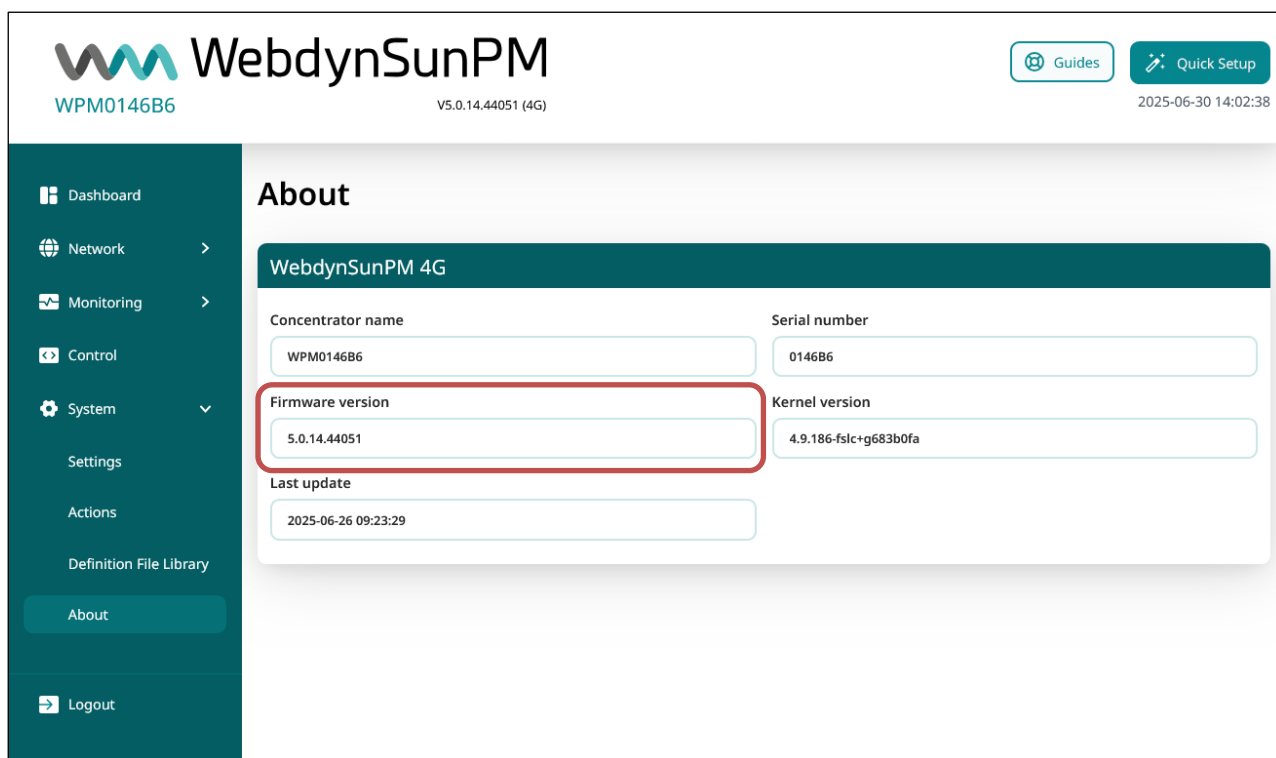 WebdynSunPM
WPM0146B6
V5.0.14.44051 (4G)
Guides
Quick Setup
2025-06-30 14:02:38
Dashboard
Network
Monitoring
Control
System
Settings
Actions
Definition File Library
About
Logout
About
WebdynSunPM 4G
Concentrator name
WPM0146B6
Serial number
0146B6
Firmware version
5.0.14.44051
Kernel version
4.9.186-fslc+g683b0fa
Last update
2025-06-26 09:23:29